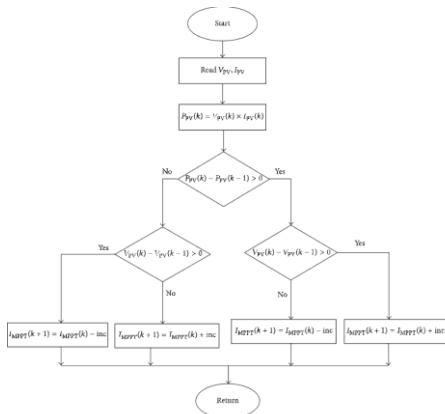 Start
Read V_PV, I_PV
P_PV(k) = V_PV(k) × I_PV(k)
No
P_PV(k) − P_PV(k − 1) > 0
Yes
Yes
V_PV(k) − V_PV(k − 1) > 0
V_PV(k) − V_PV(k − 1) > 0
Yes
No
No
I_MPPT(k + 1) = I_MPPT(k) − inc
I_MPPT(k + 1) = I_MPPT(k) + inc
I_MPPT(k + 1) = I_MPPT(k) − inc
I_MPPT(k + 1) = I_MPPT(k) + inc
Return